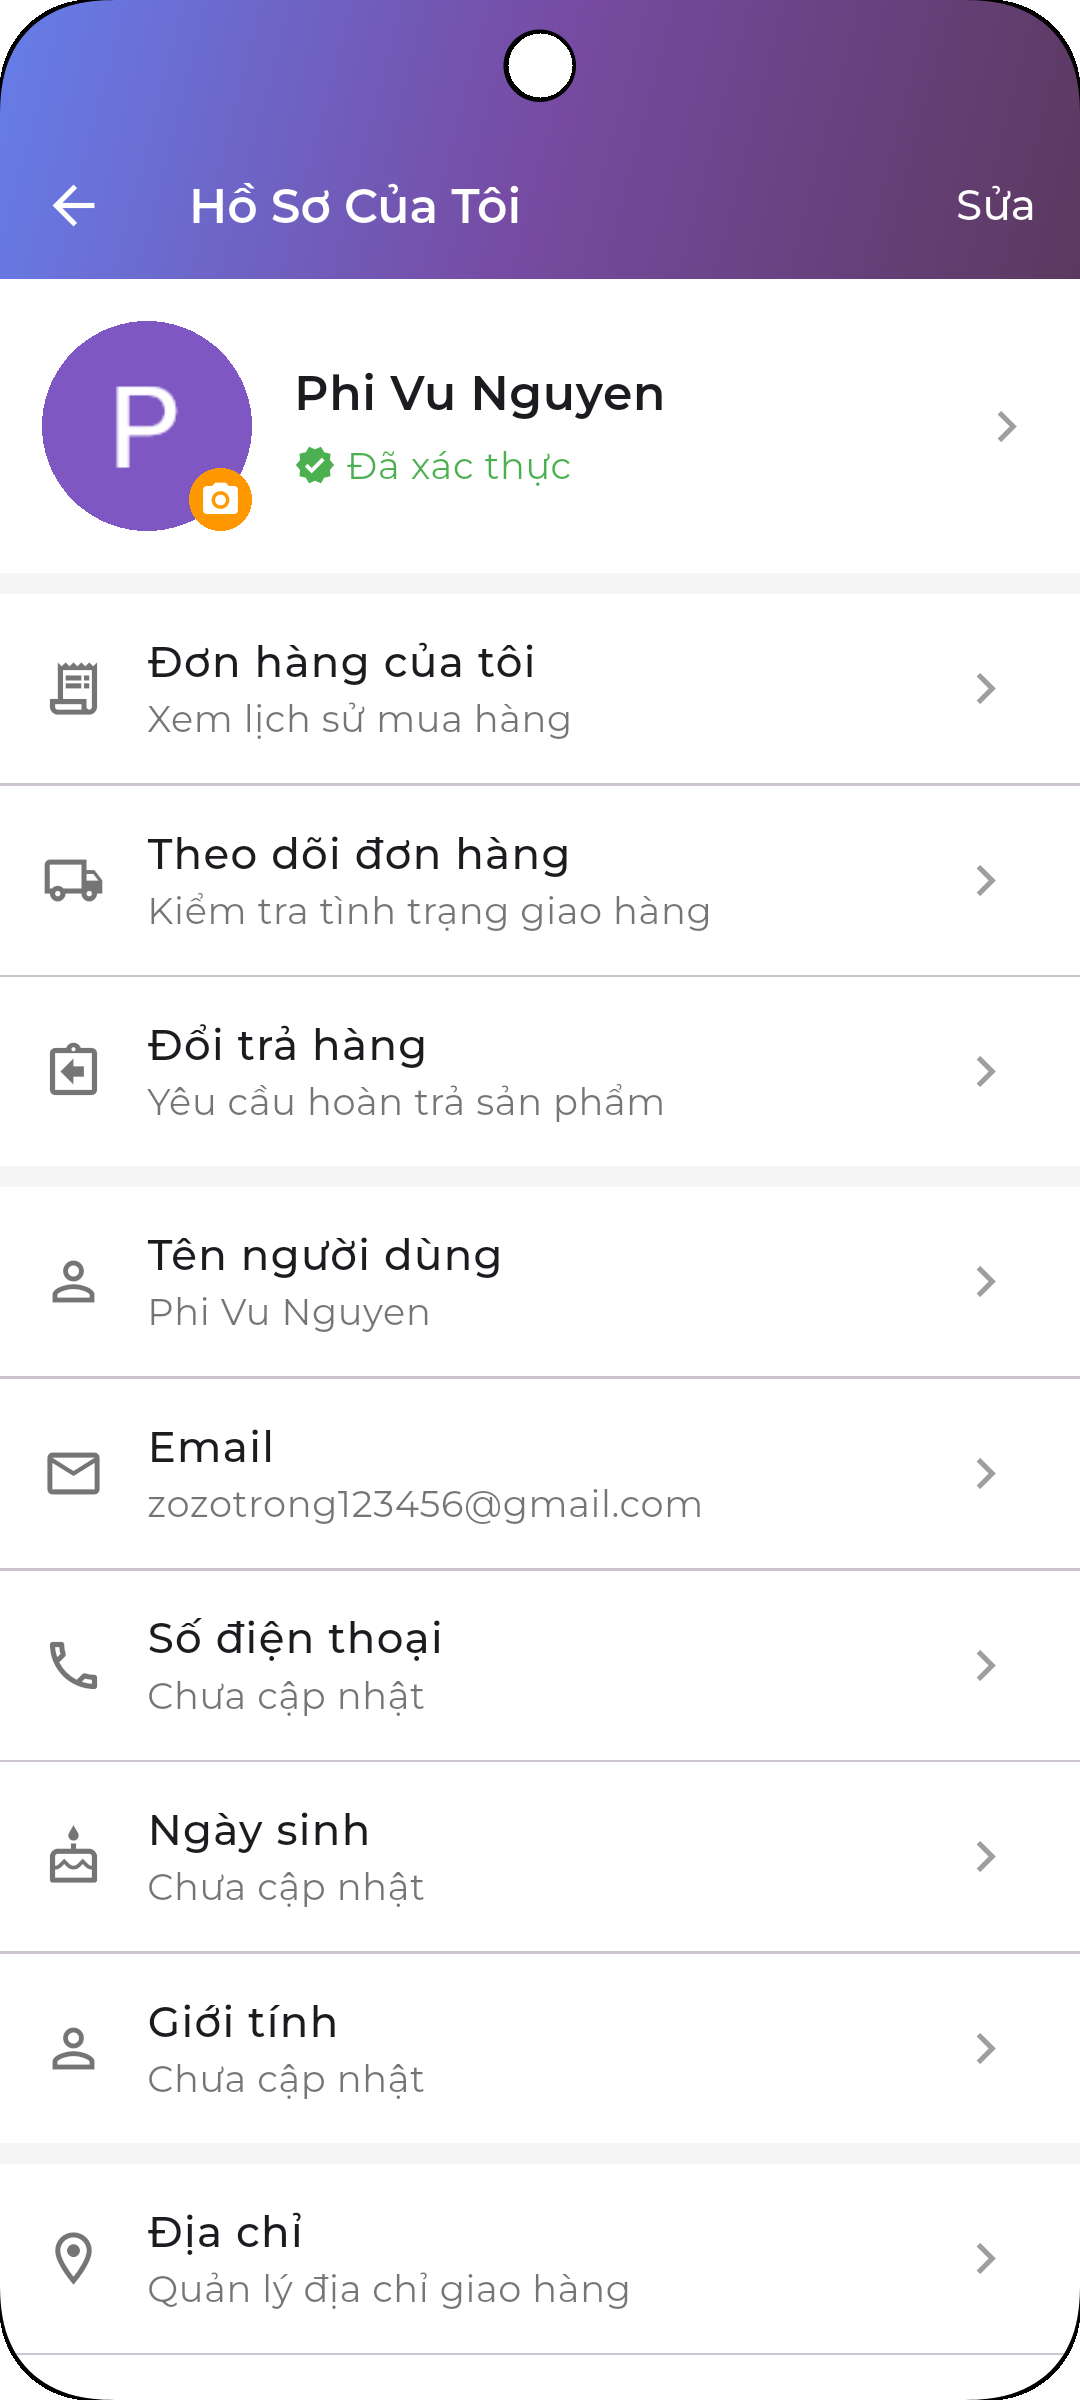 Hồ Sơ Của Tôi
Sửa
P
Phi Vu Nguyen
Đã xác thực
Đơn hàng của tôi
Xem lịch sử mua hàng
Theo dõi đơn hàng
Kiểm tra tình trạng giao hàng
Đổi trả hàng
Yêu cầu hoàn trả sản phẩm
Tên người dùng
Phi Vu Nguyen
Email
zozotrong123456@gmail.com
Số điện thoại
Chưa cập nhật
Ngày sinh
Chưa cập nhật
Giới tính
Chưa cập nhật
Địa chỉ
Quản lý địa chỉ giao hàng